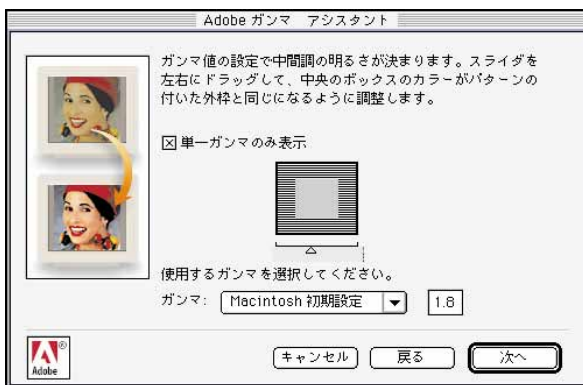 Adobe ガンマ アシスタント
ガンマ値の設定で中間調の明るさが決まります。スライダを
左右にドラッグして、中央のボックスのカラーがパターンの
付いた外枠と同じになるように調整します。
単一ガンマのみ表示
使用するガンマを選択してください。
ガンマ: Macintosh 初期設定 1.8
Adobe
キャンセル 戻る 次へ